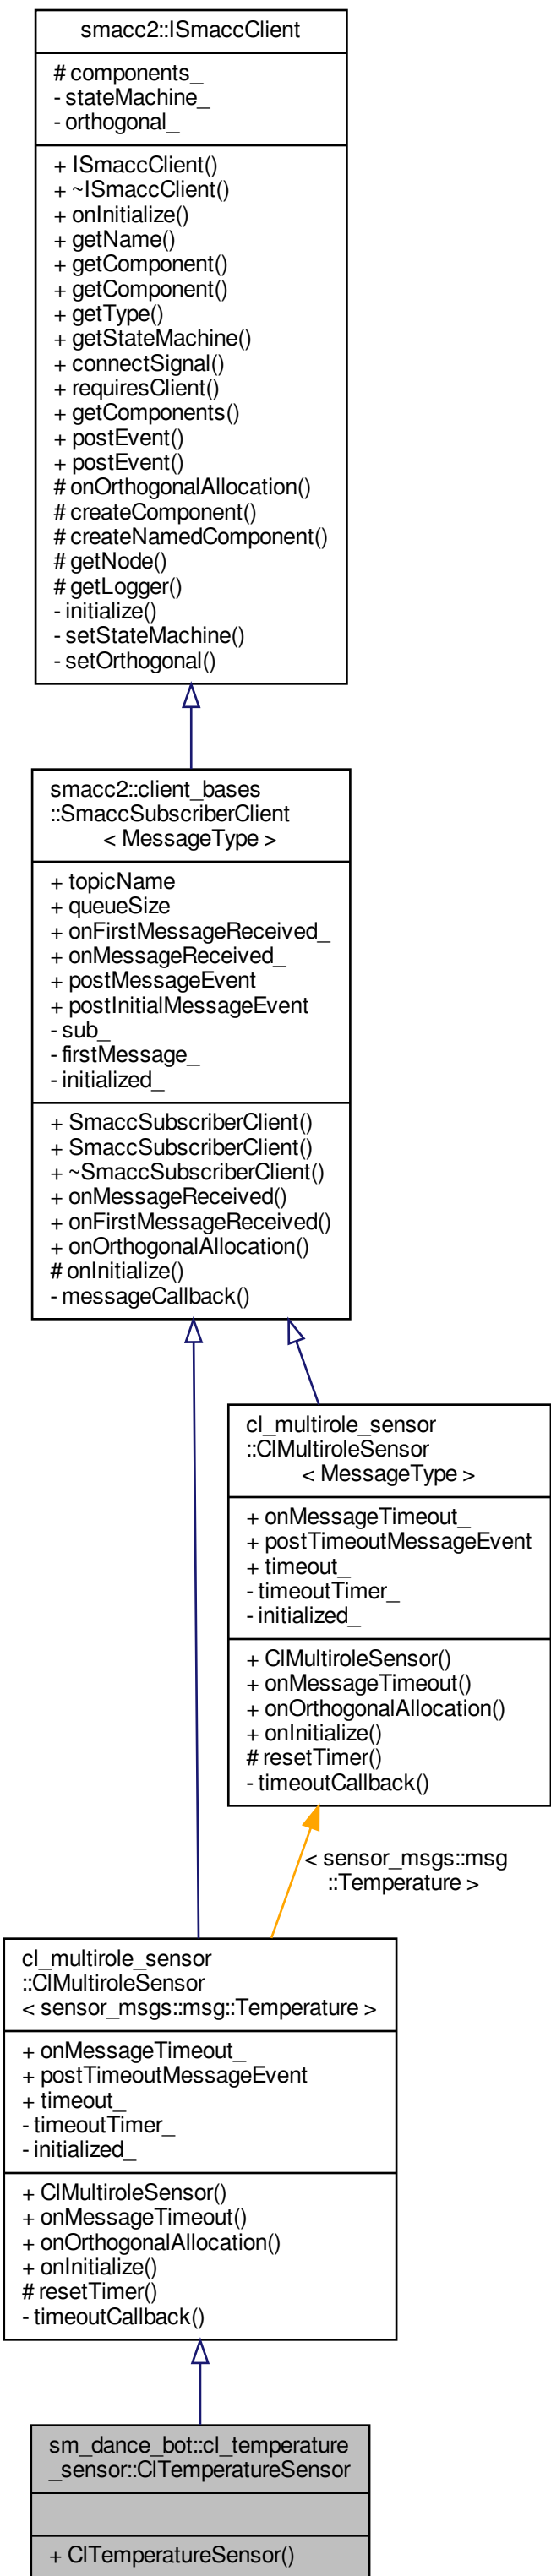 smacc2::ISmaccClient
# components_
- stateMachine_
- orthogonal_
+ ISmaccClient()
+ ~ISmaccClient()
+ onInitialize()
+ getName()
+ getComponent()
+ getComponent()
+ getType()
+ getStateMachine()
+ connectSignal()
+ requiresClient()
+ getComponents()
+ postEvent()
+ postEvent()
# onOrthogonalAllocation()
# createComponent()
# createNamedComponent()
# getNode()
# getLogger()
- initialize()
- setStateMachine()
- setOrthogonal()
smacc2::client_bases
::SmaccSubscriberClient
< MessageType >
+ topicName
+ queueSize
+ onFirstMessageReceived_
+ onMessageReceived_
+ postMessageEvent
+ postInitialMessageEvent
- sub_
- firstMessage_
- initialized_
+ SmaccSubscriberClient()
+ SmaccSubscriberClient()
+ ~SmaccSubscriberClient()
+ onMessageReceived()
+ onFirstMessageReceived()
+ onOrthogonalAllocation()
# onInitialize()
- messageCallback()
cl_multirole_sensor
::ClMultiroleSensor
< MessageType >
+ onMessageTimeout_
+ postTimeoutMessageEvent
+ timeout_
- timeoutTimer_
- initialized_
+ ClMultiroleSensor()
+ onMessageTimeout()
+ onOrthogonalAllocation()
+ onInitialize()
# resetTimer()
- timeoutCallback()
< sensor_msgs::msg
::Temperature >
cl_multirole_sensor
::ClMultiroleSensor
< sensor_msgs::msg::Temperature >
+ onMessageTimeout_
+ postTimeoutMessageEvent
+ timeout_
- timeoutTimer_
- initialized_
+ ClMultiroleSensor()
+ onMessageTimeout()
+ onOrthogonalAllocation()
+ onInitialize()
# resetTimer()
- timeoutCallback()
sm_dance_bot::cl_temperature
_sensor::ClTemperatureSensor
+ ClTemperatureSensor()